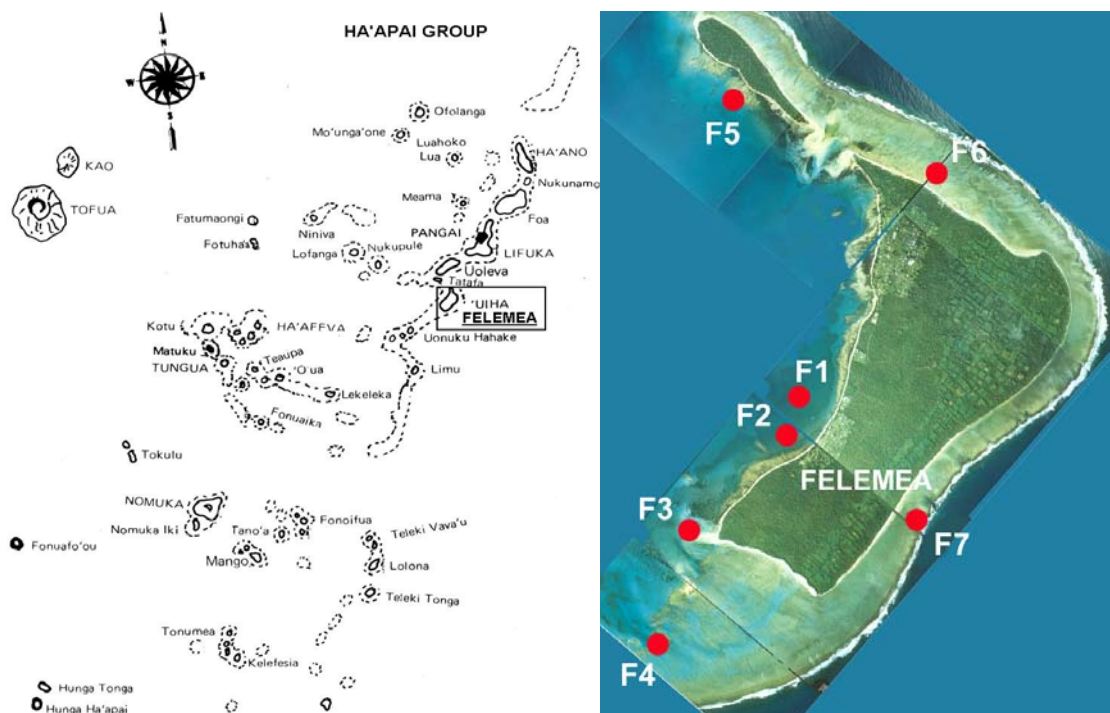 HA'APAI GROUP
N
W
E
S
Ofolanga
Mo'unga'one
Luahoko
Lua
HA'ANO
KAO
Nukunamo
TOFUA
Meama
Foa
Fatumaongi
Niniva
PANGAI
Fotuha'a
Lofanga
Nukupule
LIFUKA
Uoleva
Tatafa
'UIHA
FELEMEA
Kotu
HA'AFEVA
Uonuku Hahake
Matuku
Teaupa
TUNGUA
'O'ua
Limu
Lekeleka
Fonuaika
Tokulu
NOMUKA
Fonoifua
Nomuka Iki
Tano'a
Teleki Vava'u
Fonuafo'ou
Mango
Lolona
Teleki Tonga
Tonumea
Kelefesia
Hunga Tonga
Hunga Ha'apai
F5
F6
F1
F2
FELEMEA
F3
F7
F4